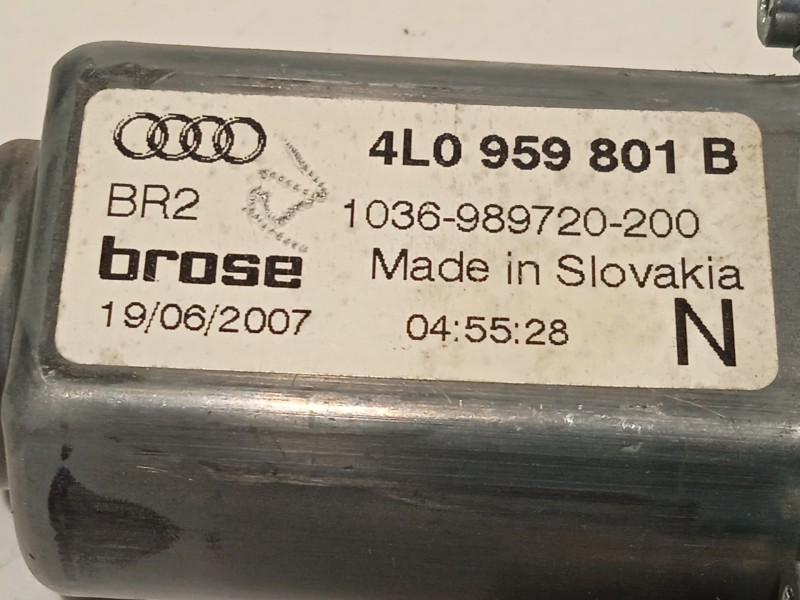 4L0 959 801 B
BR2 1036-989720-200
brose Made in Slovakia
19/06/2007 04:55:28 N